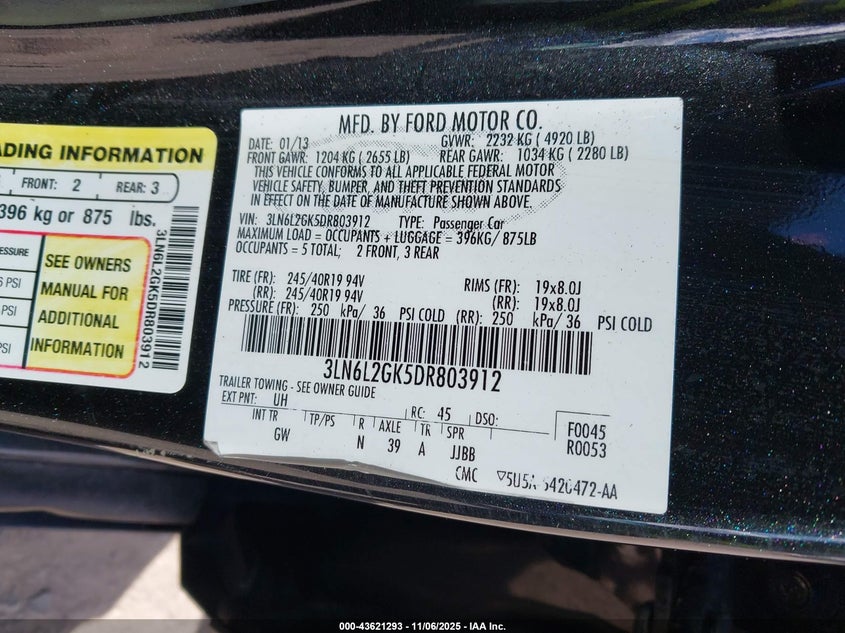 ADING INFORMATION
FRONT: 2
REAR: 3
396 kg or 875 lbs.
ESSURE
PSI
PSI
PSI
SEE OWNERS
MANUAL FOR
ADDITIONAL
INFORMATION
3LN6L2GK5DR803912
MFD. BY FORD MOTOR CO.
DATE: 01/13 GVWR: 2232 KG ( 4920 LB)
FRONT GAWR: 1204 KG ( 2655 LB) REAR GAWR: 1034 KG ( 2280 LB)
THIS VEHICLE CONFORMS TO ALL APPLICABLE FEDERAL MOTOR
VEHICLE SAFETY, BUMPER, AND THEFT PREVENTION STANDARDS
IN EFFECT ON THE DATE OF MANUFACTURE SHOWN ABOVE.
VIN: 3LN6L2GK5DR803912 TYPE: Passenger Car
MAXIMUM LOAD = OCCUPANTS + LUGGAGE = 396KG/ 875LB
OCCUPANTS = 5 TOTAL; 2 FRONT, 3 REAR
TIRE (FR): 245/40R19 94V RIMS (FR): 19x8.0J
(RR): 245/40R19 94V (RR): 19x8.0J
PRESSURE (FR): 250 kPa/ 36 PSI COLD (RR): 250 kPa/ 36 PSI COLD
3LN6L2GK5DR803912
TRAILER TOWING - SEE OWNER GUIDE
EXT PNT: UH RC: 45 DSO: F0045
INT TR TP/PS R AXLE TR SPR R0053
GW N 39 A JJBB
CMC
000-43621293 - 11/06/2025 - IAA Inc.